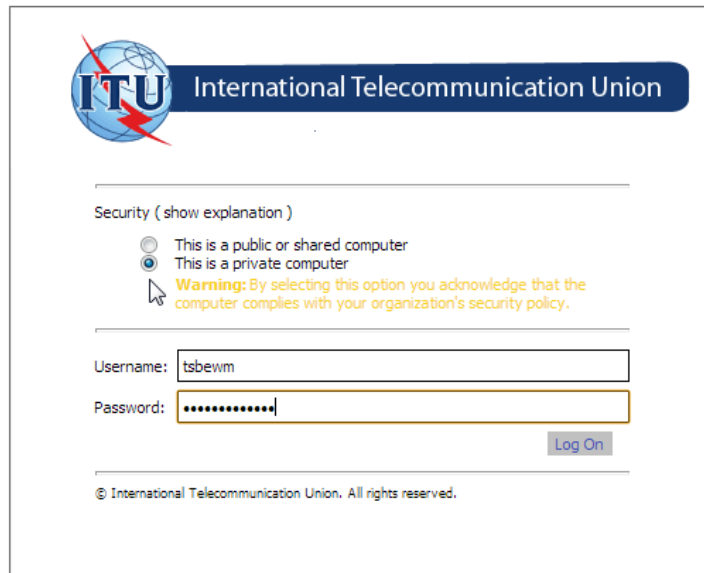 ITU
International Telecommunication Union
Security ( show explanation )
This is a public or shared computer
This is a private computer
Warning: By selecting this option you acknowledge that the
computer complies with your organization's security policy.
Username: tsbewm
Password: •••••••••••••
Log On
© International Telecommunication Union. All rights reserved.